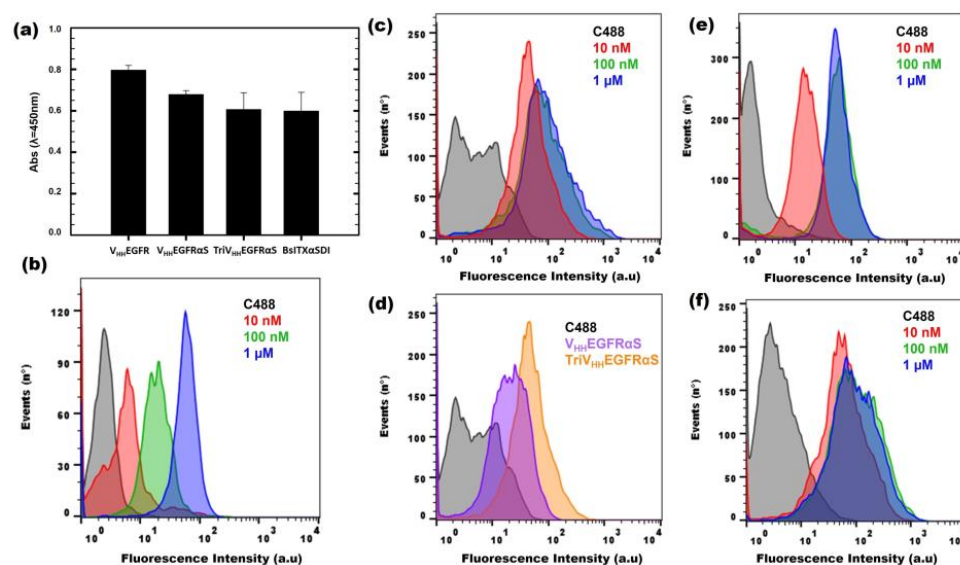 (a)
1.0
0.8
0.6
0.4
0.2
0.0
Abs (λ=450nm)
VHHEGFR VHHEGFRαS TriVHHEGFRαS BsITXαSDI
(b)
120
90
60
30
0
Events (n°)
C488
10 nM
100 nM
1 µM
10⁰ 10¹ 10² 10³ 10⁴
Fluorescence Intensity (a.u)
(c)
250
200
150
100
50
0
Events (n°)
C488
10 nM
100 nM
1 µM
10⁰ 10¹ 10² 10³ 10⁴
Fluorescence Intensity (a.u)
(d)
250
200
150
100
50
0
Events (n°)
C488
VHHEGFRαS
TriVHHEGFRαS
10⁰ 10¹ 10² 10³ 10⁴
Fluorescence Intensity (a.u)
(e)
300
200
100
0
Events (n°)
C488
10 nM
100 nM
1 µM
10⁰ 10¹ 10² 10³ 10⁴
Fluorescence Intensity (a.u)
(f)
250
200
150
100
50
0
Events (n°)
C488
10 nM
100 nM
1 µM
10⁰ 10¹ 10² 10³ 10⁴
Fluorescence Intensity (a.u)